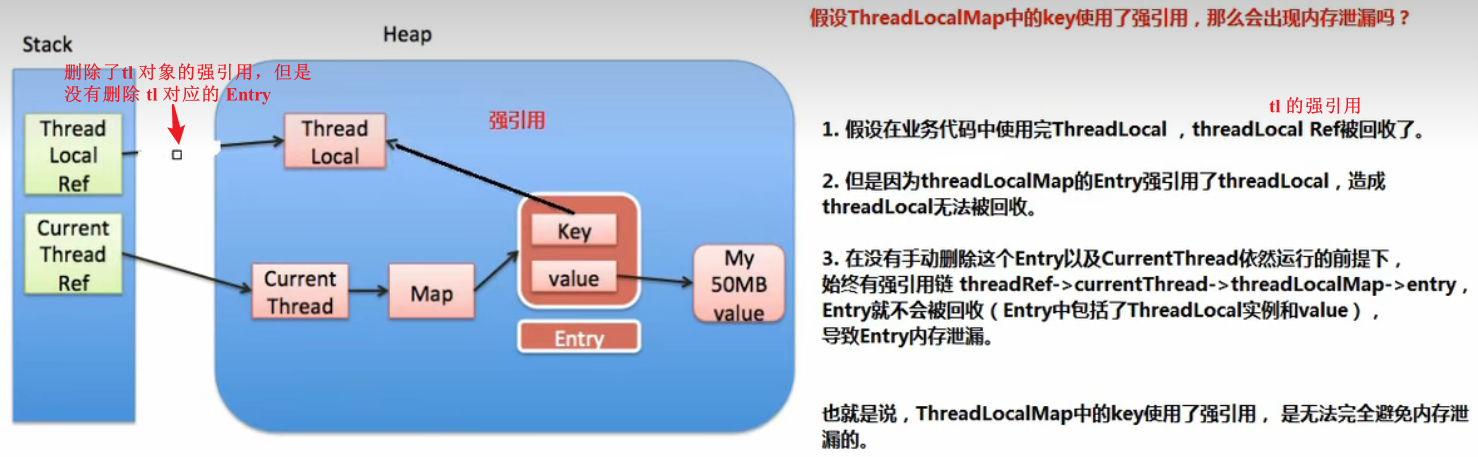 假设ThreadLocalMap中的key使用了强引用，那么会出现内存泄漏吗？
Stack
Heap
删除了tl 对象的强引用，但是
没有删除 tl 对应的 Entry
Thread
Local
Ref
Thread
Local
强引用
Current
Thread
Ref
Current
Thread
Map
Key
value
Entry
My
50MB
value
tl 的强引用
1. 假设在业务代码中使用完ThreadLocal ，threadLocal Ref被回收了。
2. 但是因为threadLocalMap的Entry强引用了threadLocal，造成
threadLocal无法被回收。
3. 在没有手动删除这个Entry以及CurrentThread依然运行的前提下，
始终有强引用链 threadRef->currentThread->threadLocalMap->entry，
Entry就不会被回收（Entry中包括了ThreadLocal实例和value），
导致Entry内存泄漏。
也就是说，ThreadLocalMap中的key使用了强引用， 是无法完全避免内存泄
漏的。